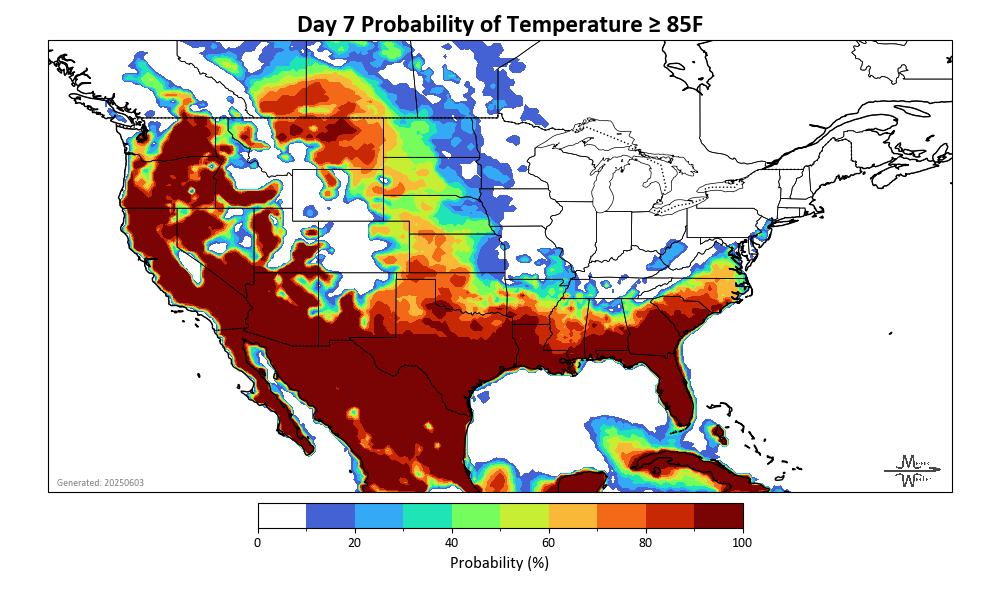 Day 7 Probability of Temperature ≥ 85F
Generated: 20250603
0 20 40 60 80 100
Probability (%)